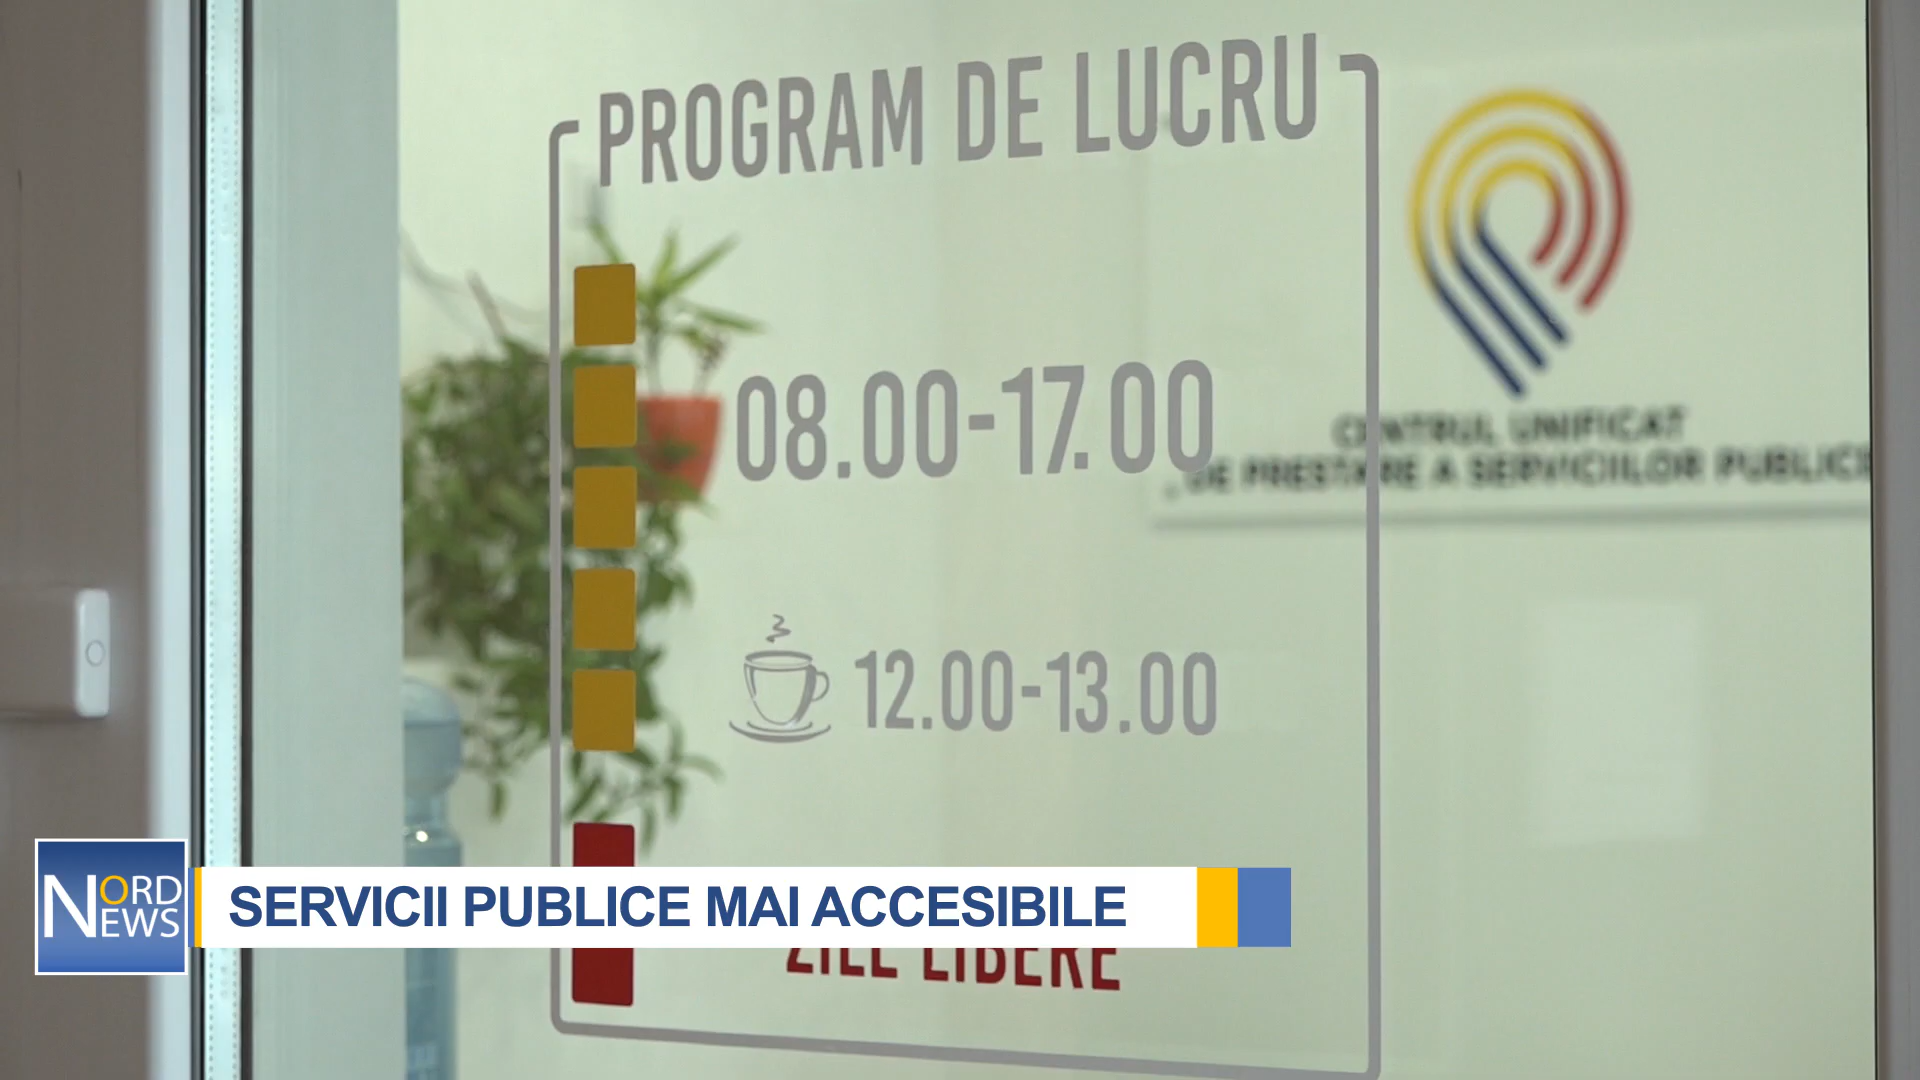 PROGRAM DE LUCRU
08.00-17.00
CENTRUL UNIFICAT
DE PRESTARE A SERVICIILOR PUBLICE
12.00-13.00
NORD
NEWS
SERVICII PUBLICE MAI ACCESIBILE
ZILE LIBERE